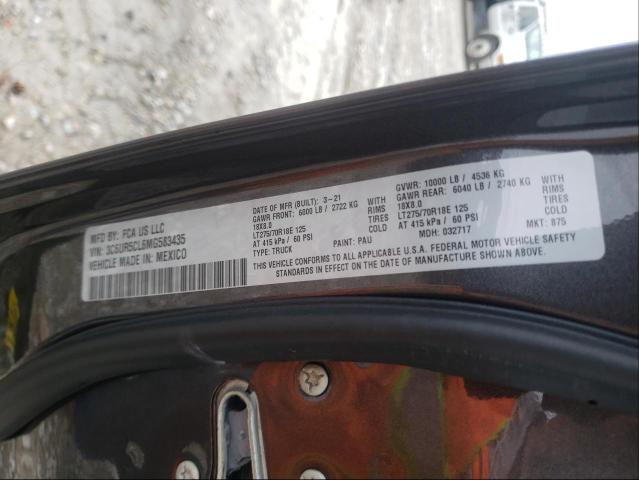 MFD BY: FCA US LLC
VIN: 3C6UR5CL6MG583435
VEHICLE MADE IN: MEXICO
DATE OF MFR (BUILT): 3-21
GAWR FRONT: 6000 LB / 2722 KG
18X8.0 RIMS
LT275/70R18E 125 TIRES
AT 415 kPa / 60 PSI COLD
TYPE: TRUCK PAINT: PAU
GVWR: 10000 LB / 4536 KG
GAWR REAR: 6040 LB / 2740 KG
18X8.0 RIMS
LT275/70R18E 125 TIRES
AT 415 kPa / 60 PSI COLD
MDH: 032717 MKT: 875
THIS VEHICLE CONFORMS TO ALL APPLICABLE U.S.A. FEDERAL MOTOR VEHICLE
SAFETY STANDARDS IN EFFECT ON THE DATE OF MANUFACTURE SHOWN ABOVE.